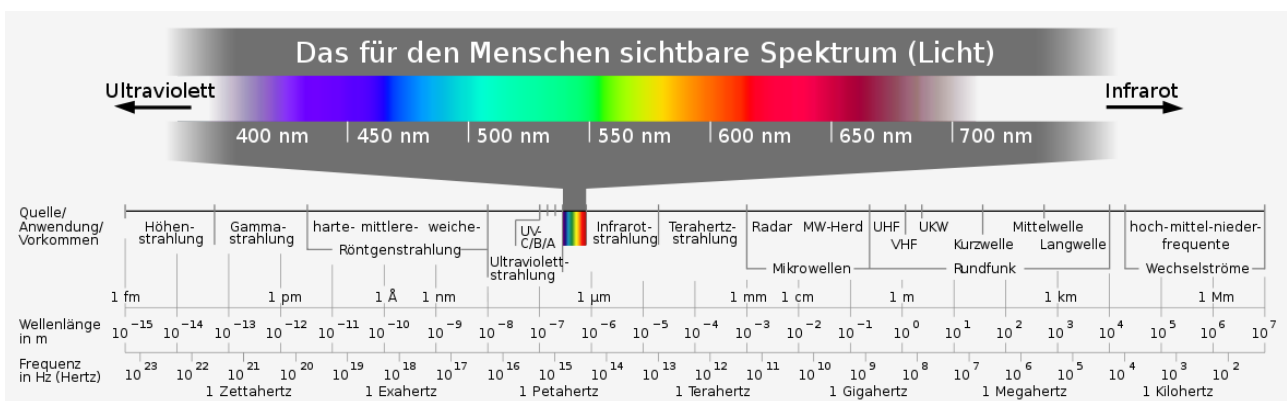 Das für den Menschen sichtbare Spektrum (Licht)
Ultraviolett
Infrarot
400 nm 450 nm 500 nm 550 nm 600 nm 650 nm 700 nm
Quelle/
Anwendung/
Vorkommen
Höhen-
strahlung
Gamma-
strahlung
harte- mittlere- weiche-
Röntgenstrahlung
UV-
C/B/A
Ultraviolett-
strahlung
Infrarot-
strahlung
Terahertz-
strahlung
Radar MW-Herd
Mikrowellen
UHF UKW Mittelwelle
VHF Kurzwelle Langwelle
Rundfunk
hoch-mittel-nieder-
frequente
Wechselströme
1 fm 1 pm 1 Å 1 nm 1 µm 1 mm 1 cm 1 m 1 km 1 Mm
Wellenlänge
in m
10⁻¹⁵ 10⁻¹⁴ 10⁻¹³ 10⁻¹² 10⁻¹¹ 10⁻¹⁰ 10⁻⁹ 10⁻⁸ 10⁻⁷ 10⁻⁶ 10⁻⁵ 10⁻⁴ 10⁻³ 10⁻² 10⁻¹ 10⁰ 10¹ 10² 10³ 10⁴ 10⁵ 10⁶ 10⁷
Frequenz
in Hz (Hertz)
10²³ 10²² 10²¹ 10²⁰ 10¹⁹ 10¹⁸ 10¹⁷ 10¹⁶ 10¹⁵ 10¹⁴ 10¹³ 10¹² 10¹¹ 10¹⁰ 10⁹ 10⁸ 10⁷ 10⁶ 10⁵ 10⁴ 10³ 10²
1 Zettahertz 1 Exahertz 1 Petahertz 1 Terahertz 1 Gigahertz 1 Megahertz 1 Kilohertz